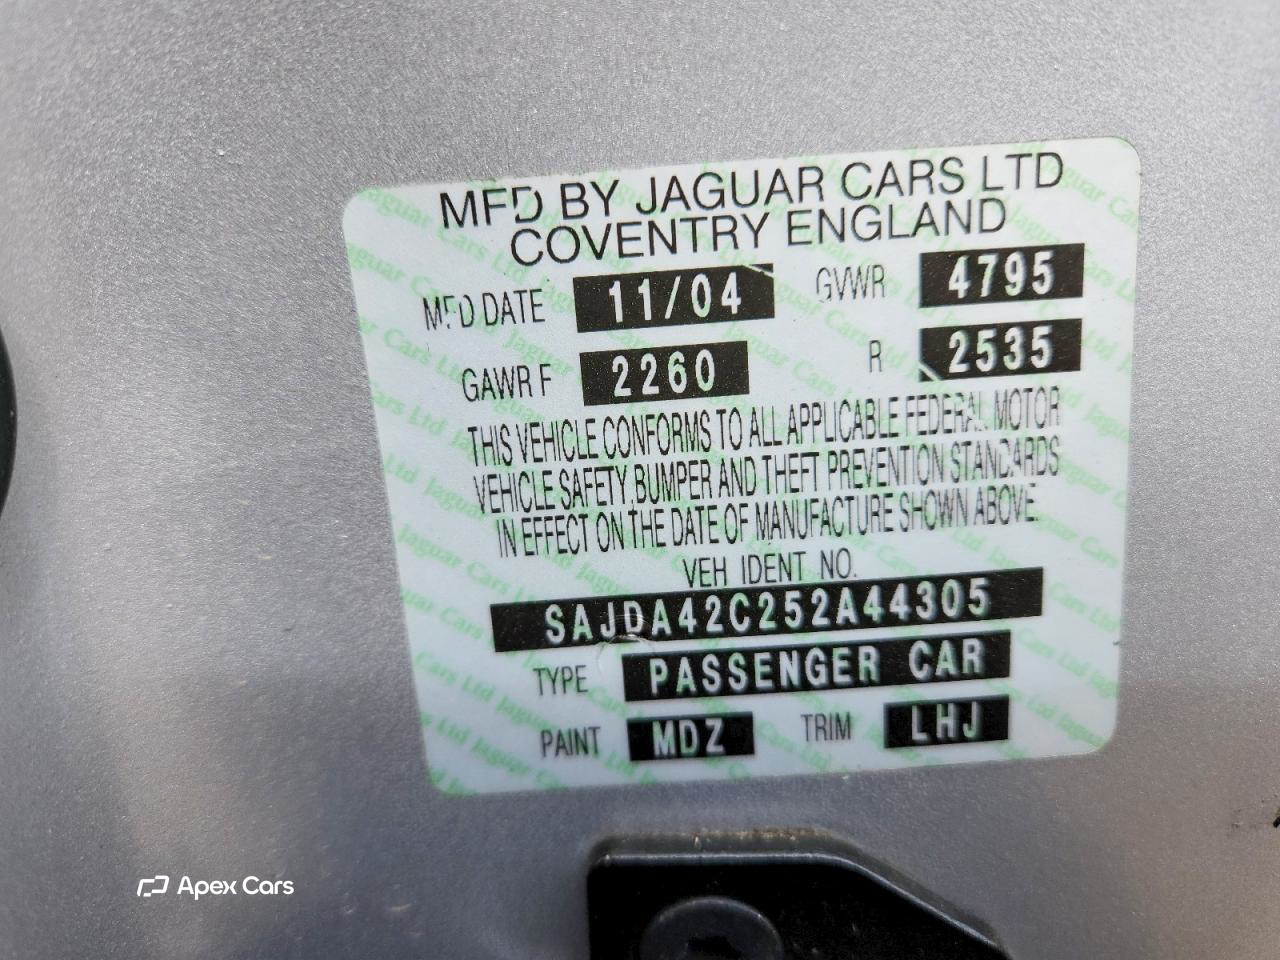 MFD BY JAGUAR CARS LTD
COVENTRY ENGLAND
MFD DATE 11/04 GVWR 4795
GAWR F 2260 R 2535
THIS VEHICLE CONFORMS TO ALL APPLICABLE FEDERAL MOTOR
VEHICLE SAFETY, BUMPER AND THEFT PREVENTION STANDARDS
IN EFFECT ON THE DATE OF MANUFACTURE SHOWN ABOVE.
VEH IDENT NO.
SAJDA42C252A44305
TYPE PASSENGER CAR
PAINT MDZ TRIM LHJ
Apex Cars